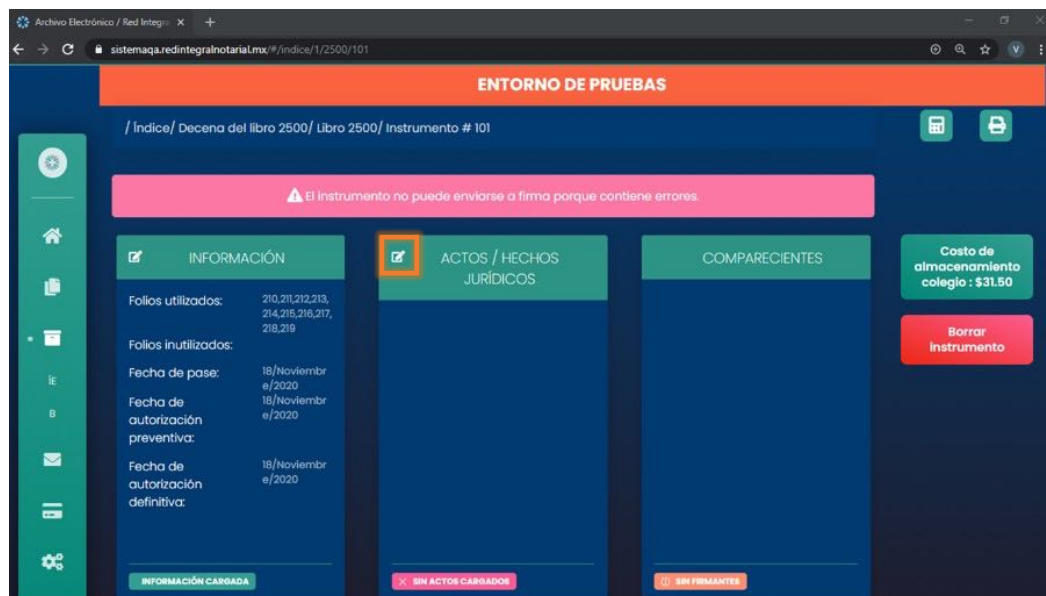 Archivo Electrónico / Red Integra
sistemaqa.redintegralnotarial.mx/#/indice/1/2500/101
V
ENTORNO DE PRUEBAS
/ Índice/ Decena del libro 2500/ Libro 2500/ Instrumento # 101
El instrumento no puede enviarse a firma porque contiene errores.
INFORMACIÓN
Folios utilizados:
210,211,212,213,
214,215,216,217,
218,219
Folios inutilizados:
Fecha de pase:
18/Noviembr
e/2020
Fecha de
autorización
preventiva:
18/Noviembr
e/2020
Fecha de
autorización
definitiva:
18/Noviembr
e/2020
INFORMACIÓN CARGADA
ACTOS / HECHOS
JURÍDICOS
SIN ACTOS CARGADOS
COMPARECIENTES
SIN FIRMANTES
Costo de
almacenamiento
colegio : $31.50
Borrar
instrumento
ÍE
B